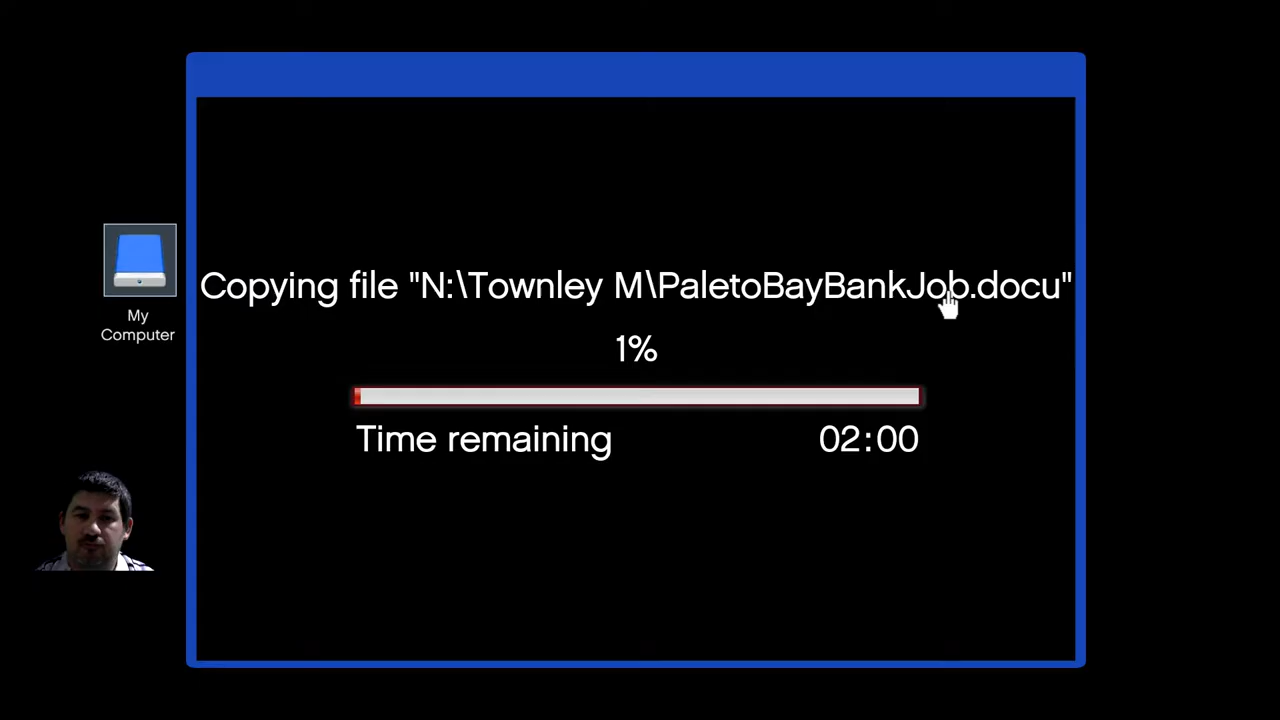 Copying file "N:\Townley M\PaletoBayBankJob.docu"
1%
Time remaining 02:00
My
Computer